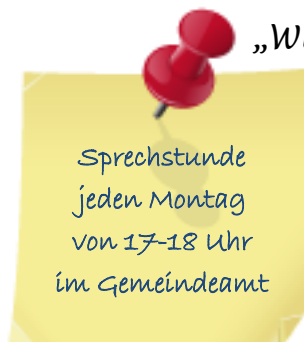 „W
Sprechstunde
jeden Montag
von 17-18 Uhr
im Gemeindeamt